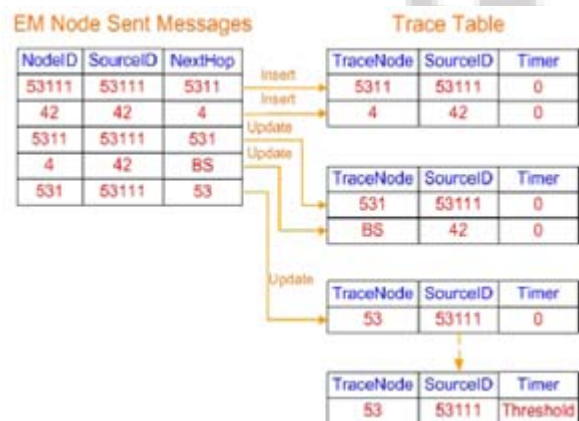 EM Node Sent Messages
Trace Table
NodeID SourceID NextHop
53111 53111 5311
42 42 4
5311 53111 531
4 42 BS
531 53111 53
Insert
Insert
Update
Update
Update
TraceNode SourceID Timer
5311 53111 0
4 42 0
TraceNode SourceID Timer
531 53111 0
BS 42 0
TraceNode SourceID Timer
53 53111 0
TraceNode SourceID Timer
53 53111 Threshold